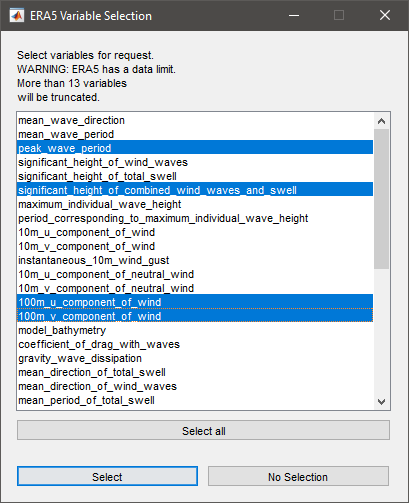 ERA5 Variable Selection
Select variables for request.
WARNING: ERA5 has a data limit.
More than 13 variables
will be truncated.
mean_wave_direction
mean_wave_period
peak_wave_period
significant_height_of_wind_waves
significant_height_of_total_swell
significant_height_of_combined_wind_waves_and_swell
maximum_individual_wave_height
period_corresponding_to_maximum_individual_wave_height
10m_u_component_of_wind
10m_v_component_of_wind
instantaneous_10m_wind_gust
10m_u_component_of_neutral_wind
10m_v_component_of_neutral_wind
100m_u_component_of_wind
100m_v_component_of_wind
model_bathymetry
coefficient_of_drag_with_waves
gravity_wave_dissipation
mean_direction_of_total_swell
mean_direction_of_wind_waves
mean_period_of_total_swell
Select all
Select
No Selection